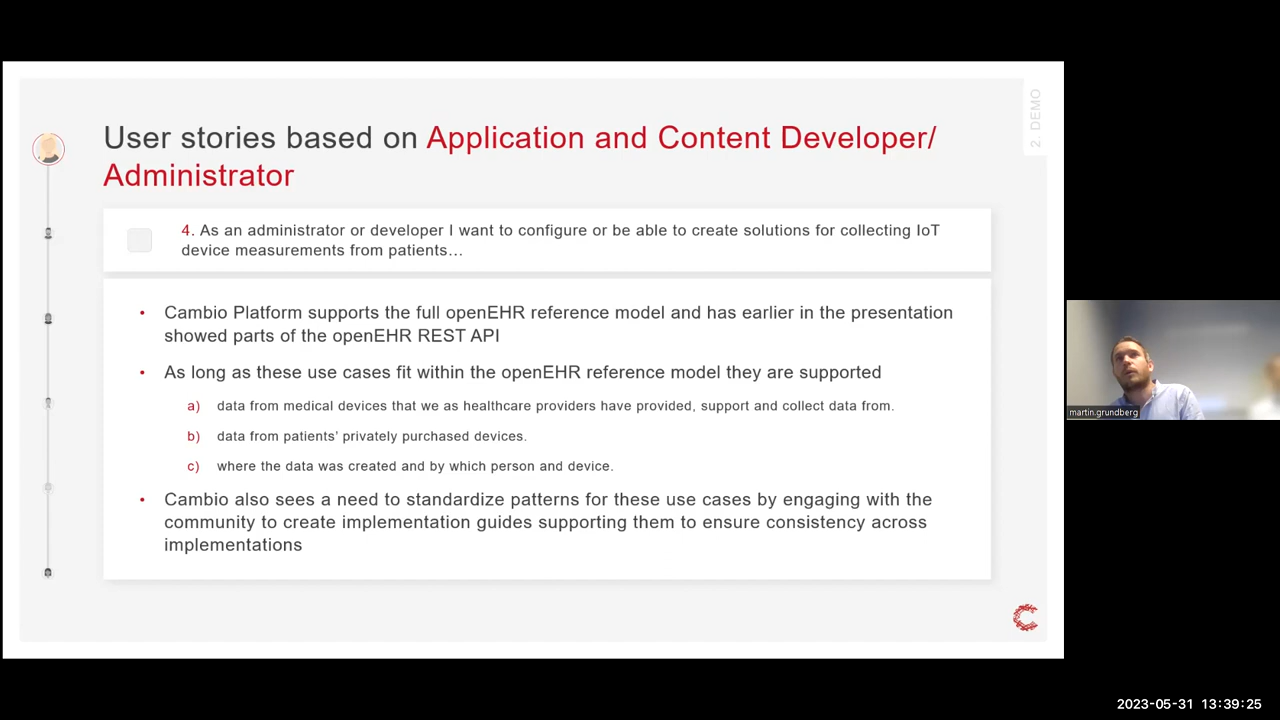 2. DEMO
User stories based on Application and Content Developer/
Administrator
4. As an administrator or developer I want to configure or be able to create solutions for collecting IoT
device measurements from patients…
• Cambio Platform supports the full openEHR reference model and has earlier in the presentation
showed parts of the openEHR REST API
• As long as these use cases fit within the openEHR reference model they are supported
a) data from medical devices that we as healthcare providers have provided, support and collect data from.
b) data from patients’ privately purchased devices.
c) where the data was created and by which person and device.
• Cambio also sees a need to standardize patterns for these use cases by engaging with the
community to create implementation guides supporting them to ensure consistency across
implementations
martin.grundberg
2023-05-31 13:39:25